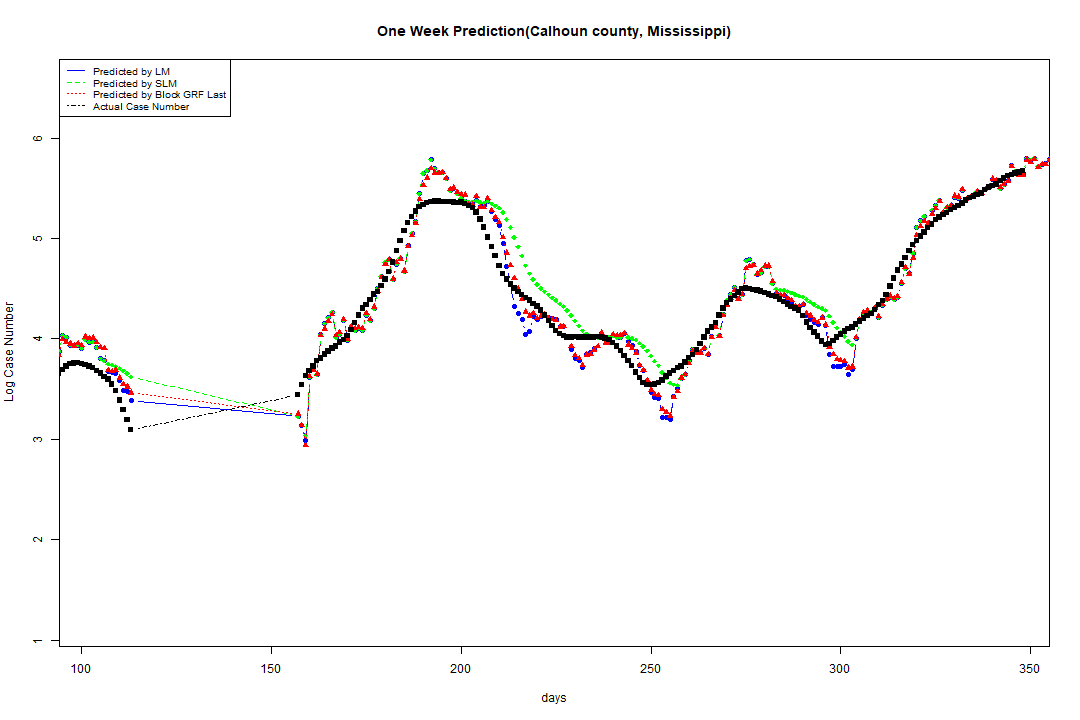 One Week Prediction(Calhoun county, Mississippi)
Predicted by LM
Predicted by SLM
Predicted by Block GRF Last
Actual Case Number
6
5
4
3
2
1
Log Case Number
100 150 200 250 300 350
days